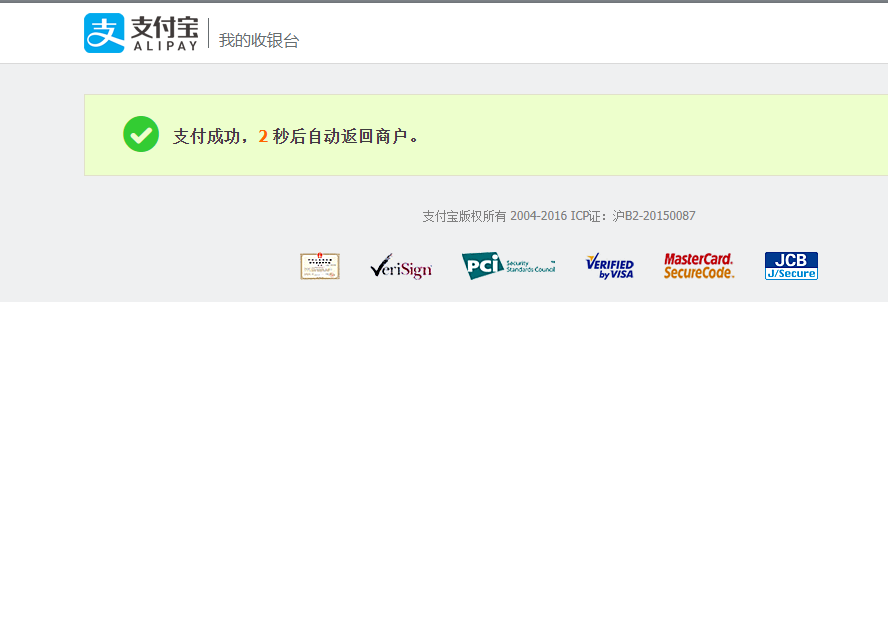 支付宝
ALIPAY
我的收银台
支付成功，2 秒后自动返回商户。
支付宝版权所有 2004-2016 ICP证：沪B2-20150087
VeriSign
PCi Security Standards Council ™
VERIFIED
by VISA
MasterCard.
SecureCode.
JCB
J/Secure